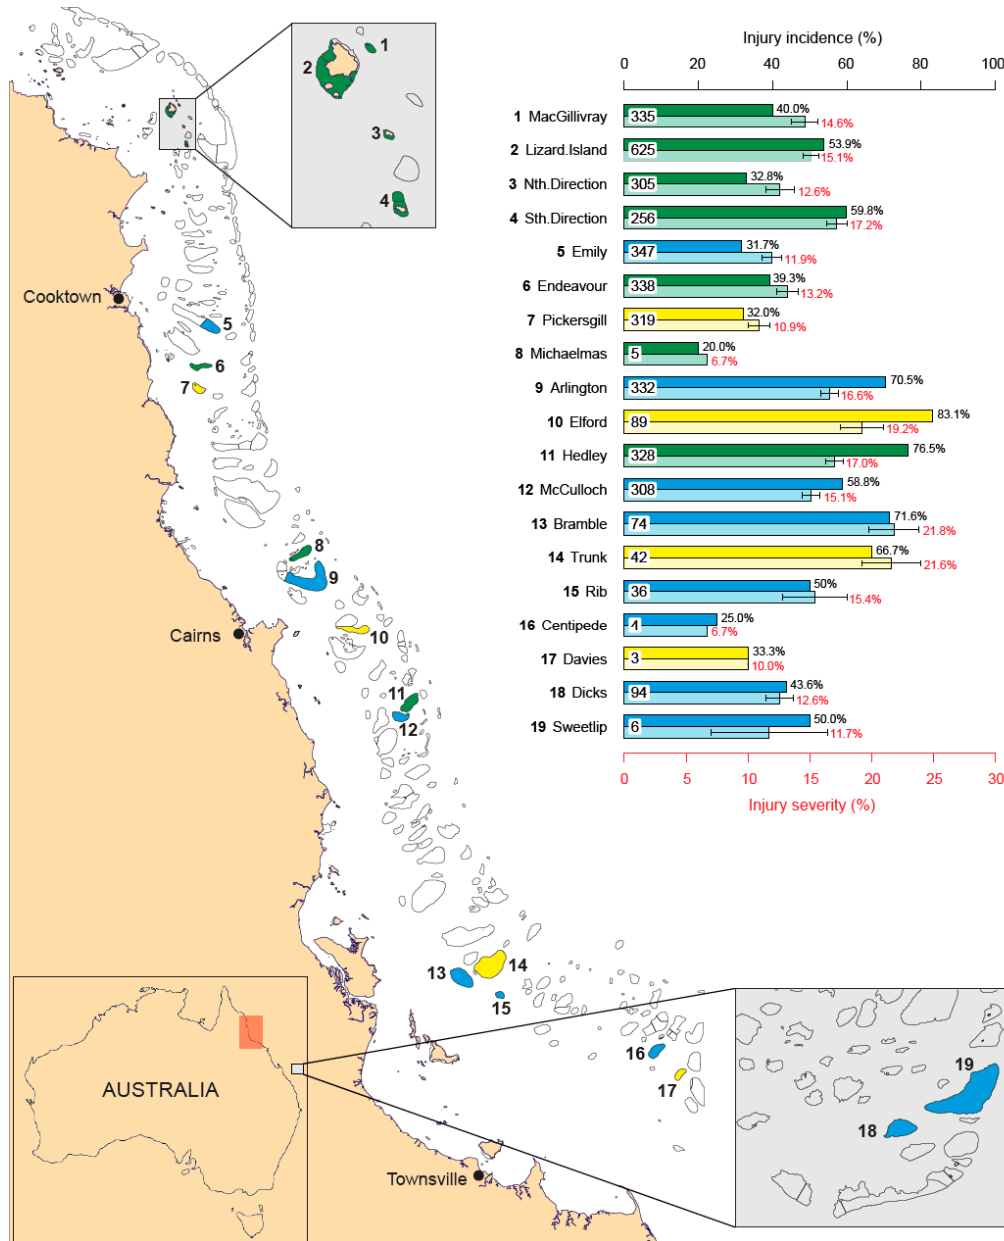 Injury incidence (%)
0 20 40 60 80 100
1 MacGillivray 335 40.0% 14.6%
2 Lizard.Island 625 53.9% 15.1%
3 Nth.Direction 305 32.8% 12.6%
4 Sth.Direction 256 59.8% 17.2%
5 Emily 347 31.7% 11.9%
6 Endeavour 338 39.3% 13.2%
7 Pickersgill 319 32.0% 10.9%
8 Michaelmas 5 20.0% 6.7%
9 Arlington 332 70.5% 16.6%
10 Elford 89 83.1% 19.2%
11 Hedley 328 76.5% 17.0%
12 McCulloch 308 58.8% 15.1%
13 Bramble 74 71.6% 21.8%
14 Trunk 42 66.7% 21.6%
15 Rib 36 50% 15.4%
16 Centipede 4 25.0% 6.7%
17 Davies 3 33.3% 10.0%
18 Dicks 94 43.6% 12.6%
19 Sweetlip 6 50.0% 11.7%
0 5 10 15 20 25 30
Injury severity (%)
1
2
3
4
Cooktown
5
6
7
8
9
Cairns
10
11
12
13
14
15
16
17
18
19
AUSTRALIA
Townsville